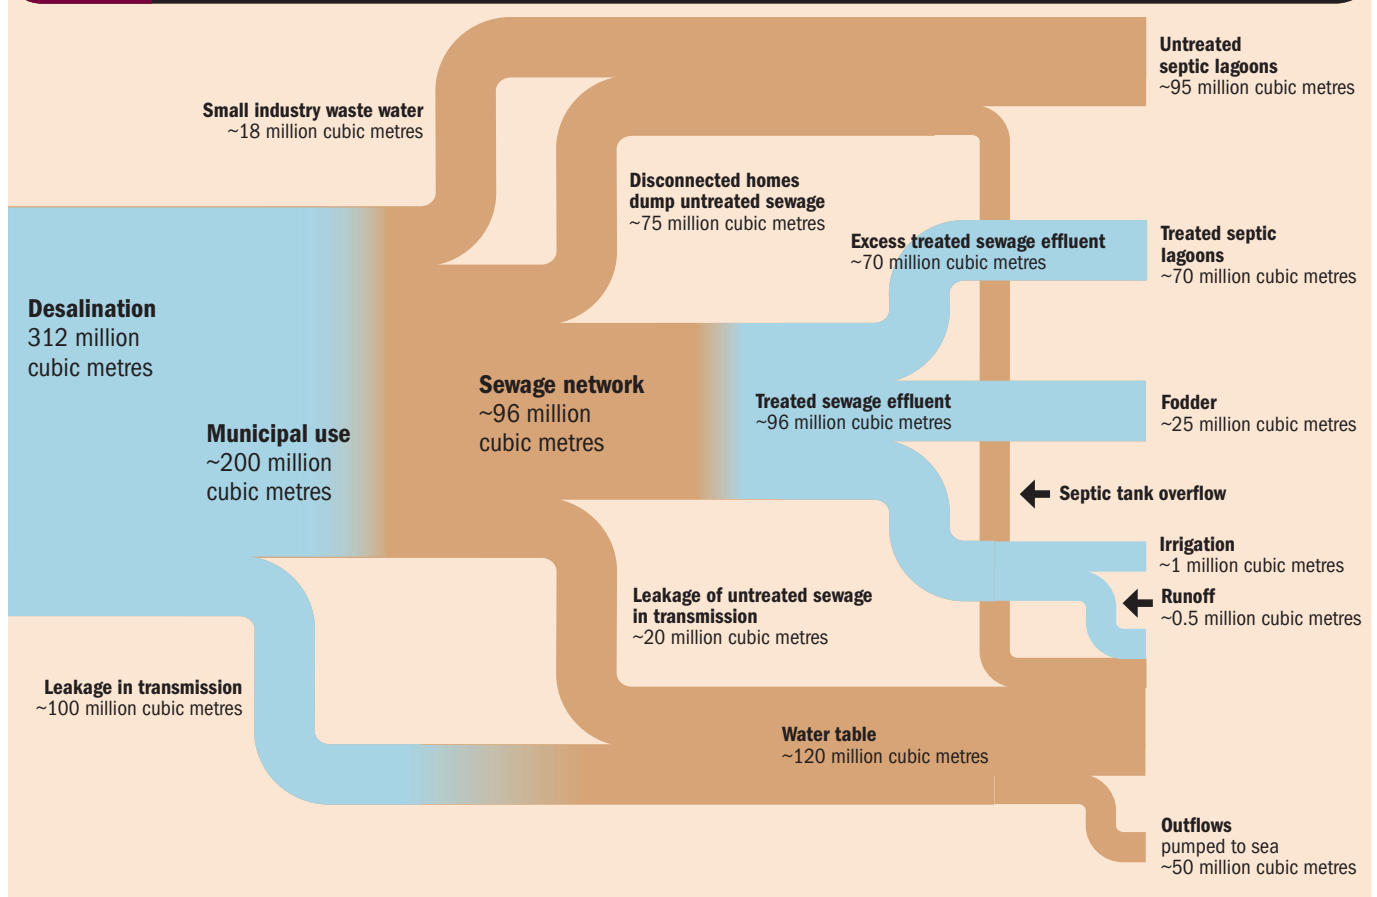 Untreated
septic lagoons
~95 million cubic metres
Small industry waste water
~18 million cubic metres
Disconnected homes
dump untreated sewage
~75 million cubic metres
Excess treated sewage effluent
~70 million cubic metres
Treated septic
lagoons
~70 million cubic metres
Desalination
312 million
cubic metres
Sewage network
~96 million
cubic metres
Treated sewage effluent
~96 million cubic metres
Fodder
~25 million cubic metres
Municipal use
~200 million
cubic metres
Septic tank overflow
Irrigation
~1 million cubic metres
Runoff
~0.5 million cubic metres
Leakage of untreated sewage
in transmission
~20 million cubic metres
Leakage in transmission
~100 million cubic metres
Water table
~120 million cubic metres
Outflows
pumped to sea
~50 million cubic metres